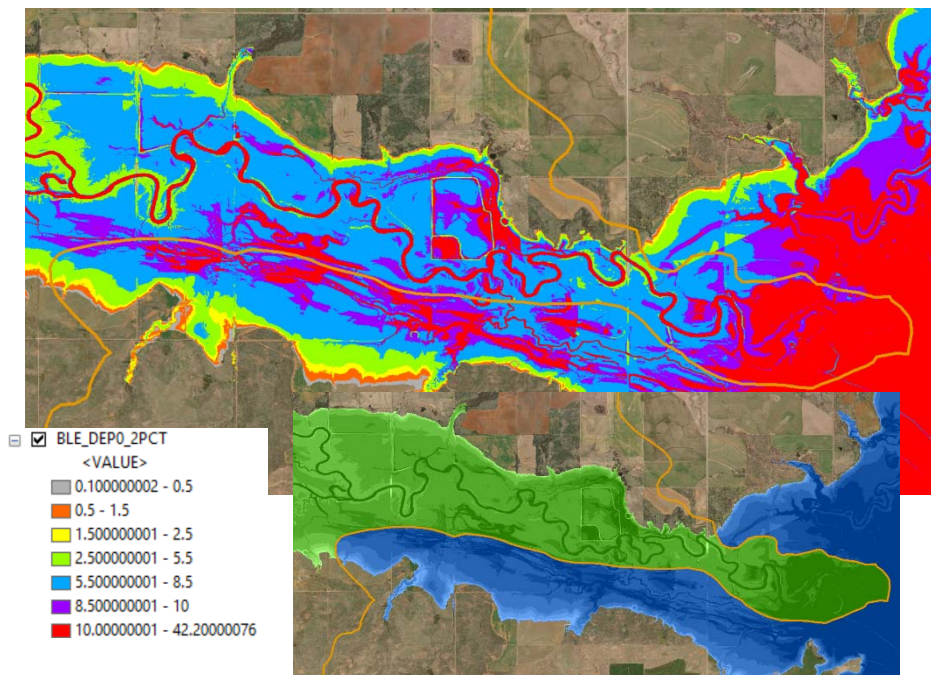 BLE_DEP0_2PCT
<VALUE>
0.100000002 - 0.5
0.5 - 1.5
1.500000001 - 2.5
2.500000001 - 5.5
5.500000001 - 8.5
8.500000001 - 10
10.00000001 - 42.20000076